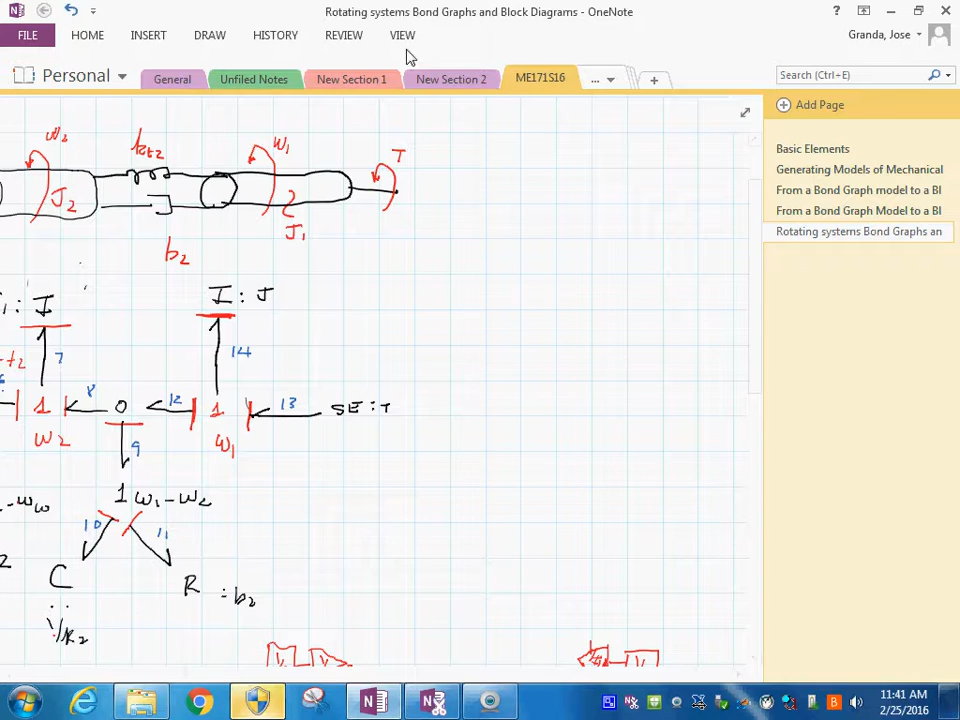 Rotating systems Bond Graphs and Block Diagrams - OneNote
FILE HOME INSERT DRAW HISTORY REVIEW VIEW
Granda, Jose
Personal
General
Unfiled Notes
New Section 1
New Section 2
ME171S16
...
Search (Ctrl+E)
Add Page
Basic Elements
Generating Models of Mechanical
From a Bond Graph model to a Bl
From a Bond Graph Model to a Bl
Rotating systems Bond Graphs an
kt2
W1
T
J2
J1
b2
: I
I : J
7
14
8
12
13
1
0
1
SE : T
W2
9
W1
1 W1-W2
10
11
C
R : b2
11:41 AM
2/25/2016